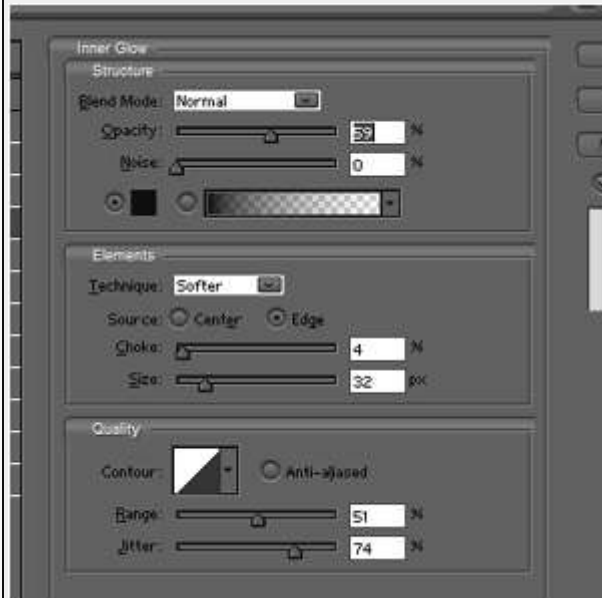 Inner Glow
Structure
Blend Mode: Normal
Opacity: 59 %
Noise: 0 %
Elements
Technique: Softer
Source: Center Edge
Choke: 4 %
Size: 32 px
Quality
Contour: Anti-aliased
Range: 51 %
Jitter: 74 %